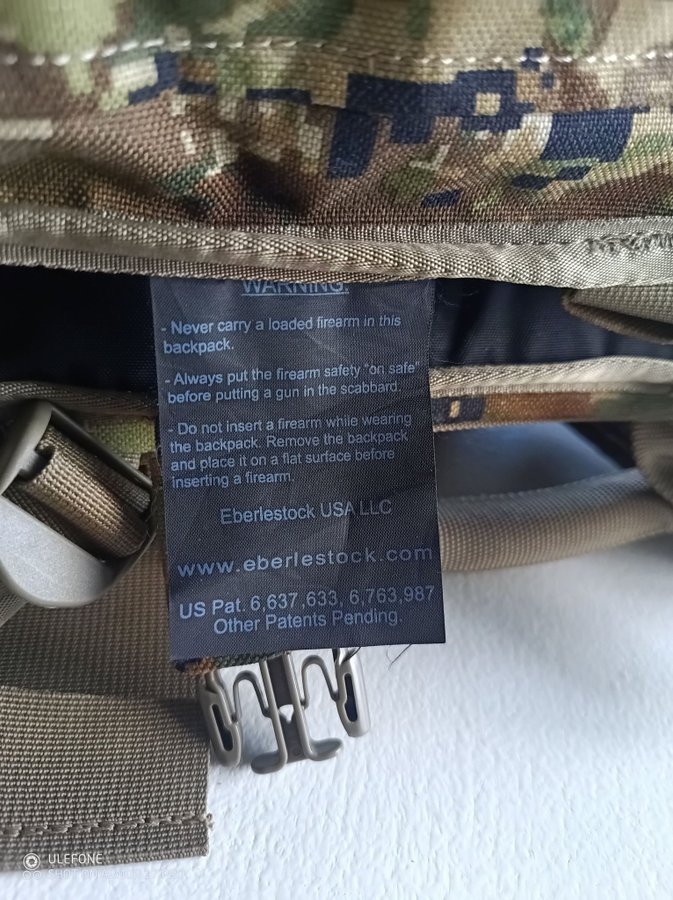 WARNING:
- Never carry a loaded firearm in this
backpack.
- Always put the firearm safety "on safe"
before putting a gun in the scabbard.
- Do not insert a firearm while wearing
the backpack. Remove the backpack
and place it on a flat surface before
inserting a firearm.
Eberlestock USA LLC
www.eberlestock.com
US Pat. 6,637,633, 6,763,987
Other Patents Pending.
ULEFONE
SHOT ON